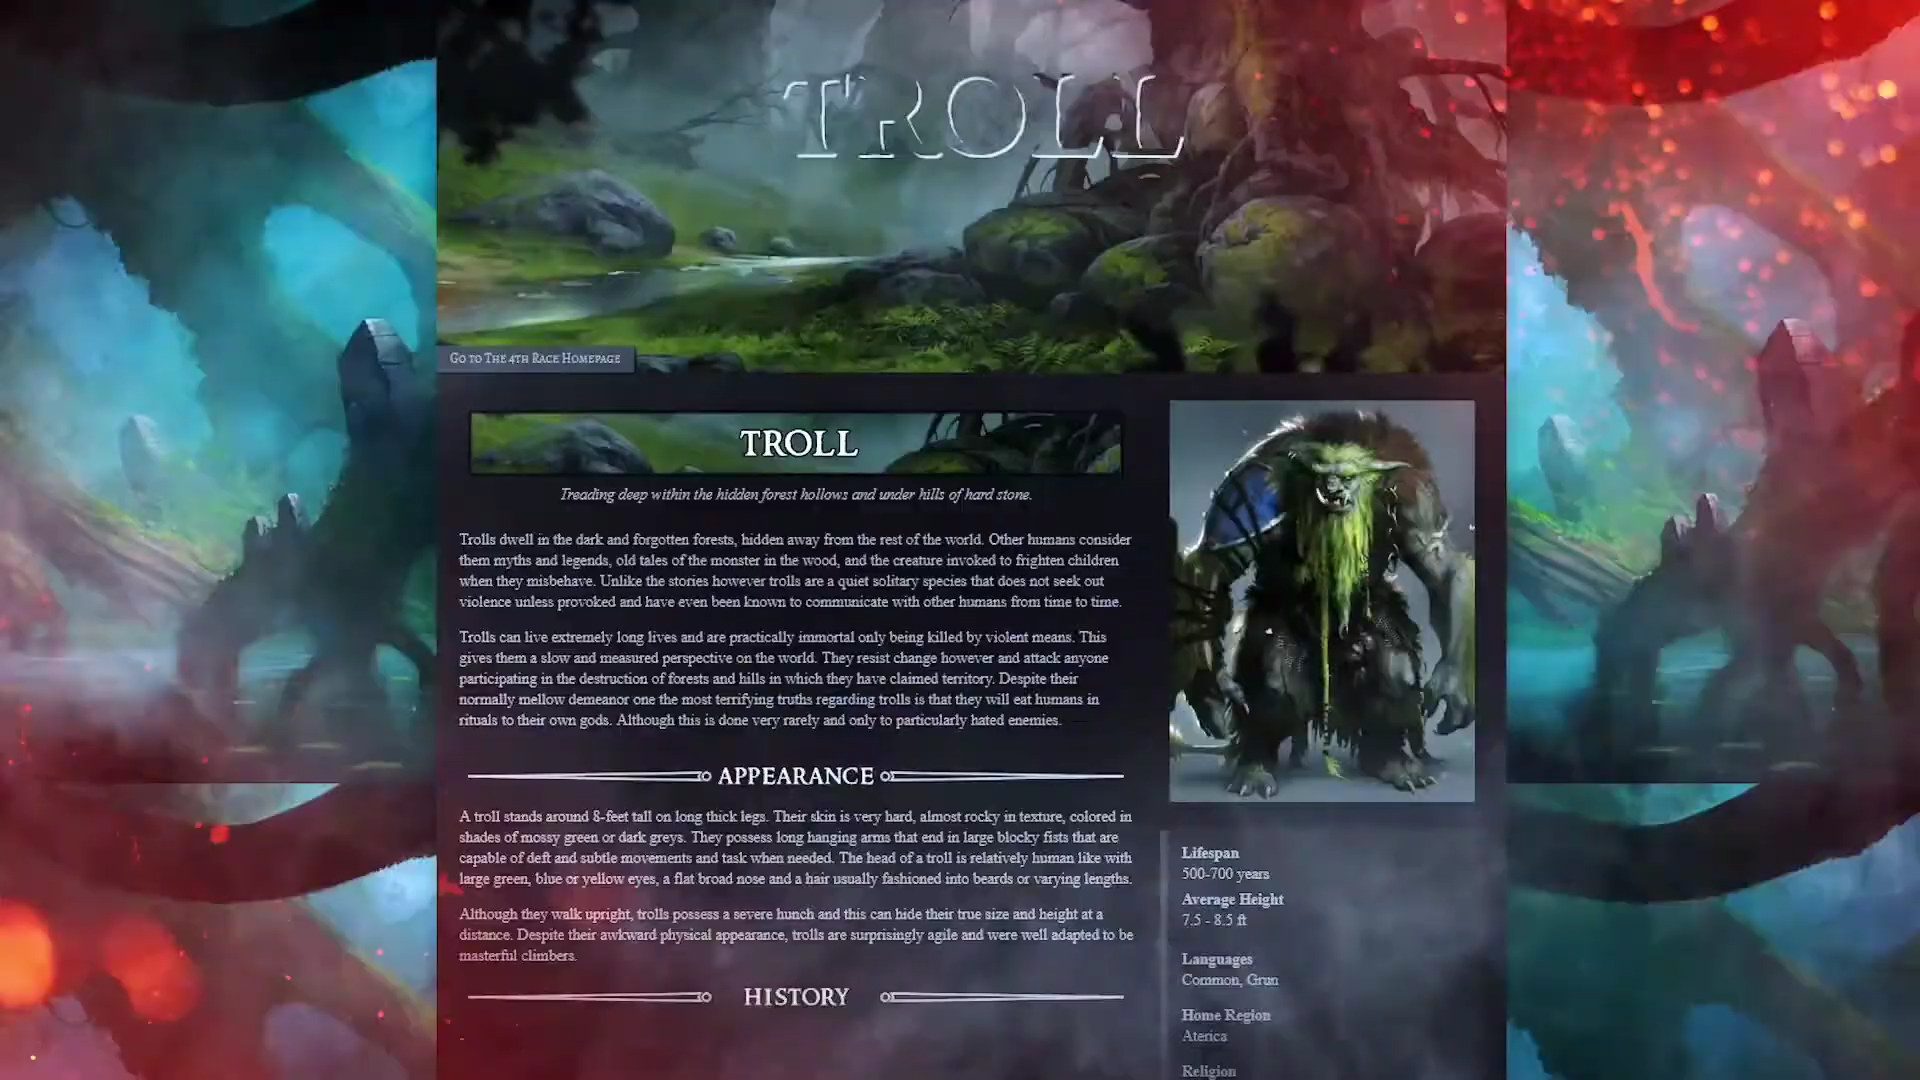 TROLL
Go to The 4th Race Homepage
TROLL
Treading deep within the hidden forest hollows and under hills of hard stone.
Trolls dwell in the dark and forgotten forests, hidden away from the rest of the world. Other humans consider
them myths and legends, old tales of the monster in the wood, and the creature invoked to frighten children
when they misbehave. Unlike the stories however trolls are a quiet solitary species that does not seek out
violence unless provoked and have even been known to communicate with other humans from time to time.
Trolls can live extremely long lives and are practically immortal only being killed by violent means. This
gives them a slow and measured perspective on the world. They resist change however and attack anyone
participating in the destruction of forests and hills in which they have claimed territory. Despite their
normally mellow demeanor one the most terrifying truths regarding trolls is that they will eat humans in
rituals to their own gods. Although this is done very rarely and only to particularly hated enemies.
APPEARANCE
A troll stands around 8-feet tall on long thick legs. Their skin is very hard, almost rocky in texture, colored in
shades of mossy green or dark greys. They possess long hanging arms that end in large blocky fists that are
capable of deft and subtle movements and task when needed. The head of a troll is relatively human like with
large green, blue or yellow eyes, a flat broad nose and a hair usually fashioned into beards or varying lengths.
Although they walk upright, trolls possess a severe hunch and this can hide their true size and height at a
distance. Despite their awkward physical appearance, trolls are surprisingly agile and were well adapted to be
masterful climbers.
HISTORY
Lifespan
500-700 years
Average Height
7.5 - 8.5 ft
Languages
Common, Grun
Home Region
Aterica
Religion